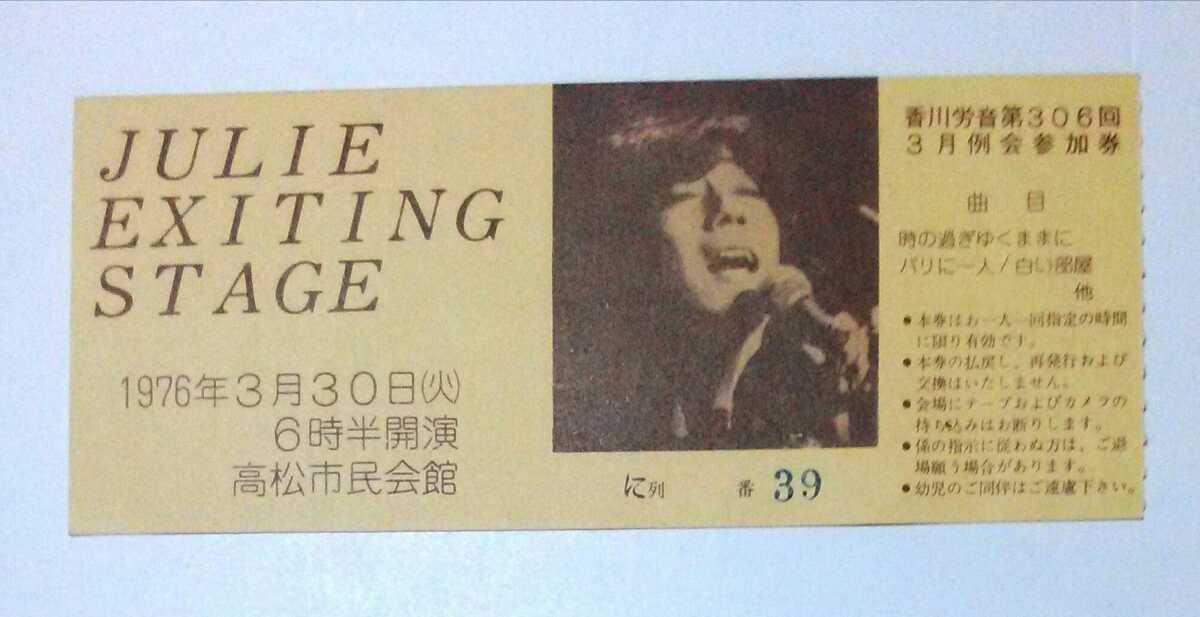 JULIE
EXITING
STAGE
1976年3月30日(火)
6時半開演
高松市民会館
に列 番 39
香川労音第306回
3月例会参加券
曲目
時の過ぎゆくままに
パリに一人/白い部屋
他
●本券はお一人一回指定の時間
に限り有効です。
●本券の払戻し、再発行および
交換はいたしません。
●会場にテープおよびカメラの
持ち込みはお断りします。
●係の指示に従わぬ方は、ご退
場願う場合があります。
●幼児のご同伴はご遠慮下さい。